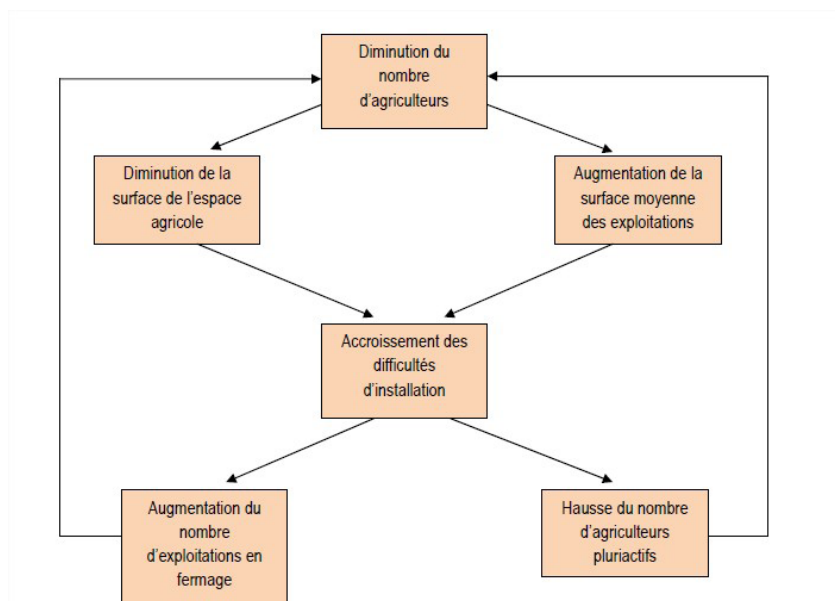 Diminution du
nombre
d'agriculteurs
Diminution de la
surface de l'espace
agricole
Augmentation de la
surface moyenne
des exploitations
Accroissement des
difficultés
d'installation
Augmentation du
nombre
d'exploitations en
fermage
Hausse du nombre
d'agriculteurs
pluriactifs